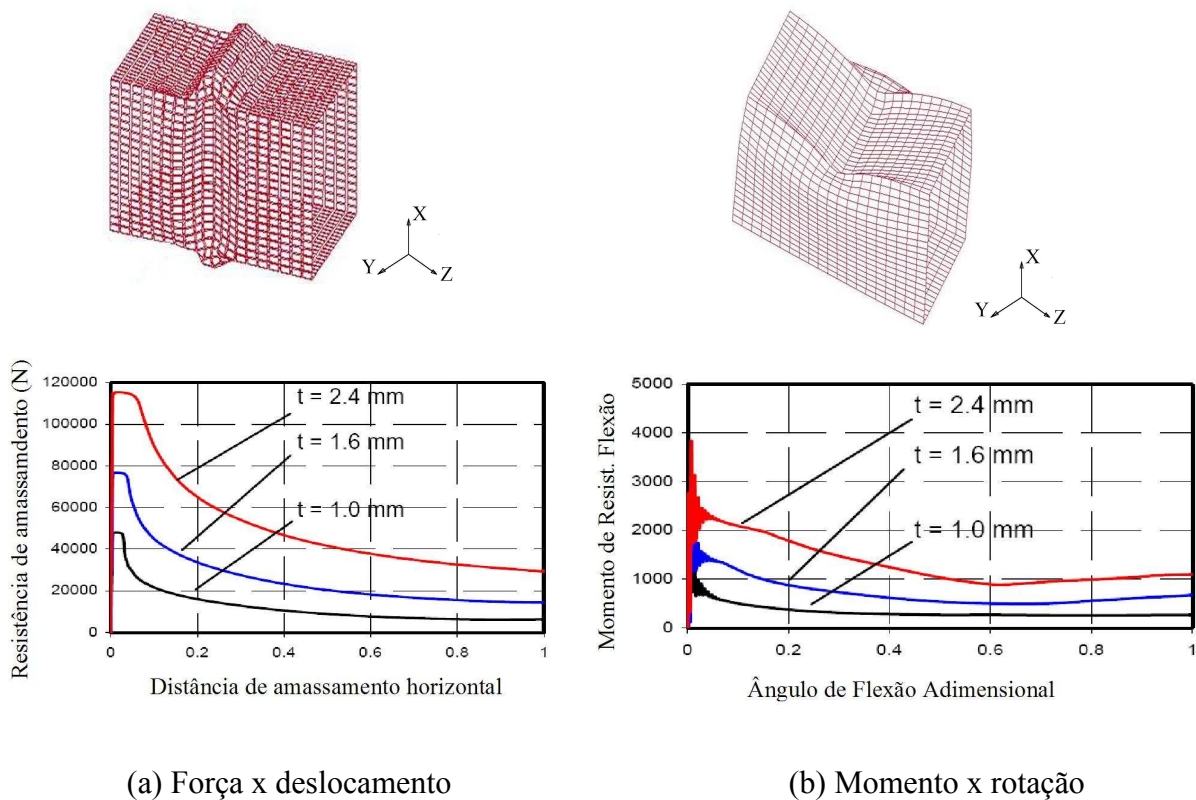 X
Y
Z
X
Y
Z
Resistência de amassamdento (N)
120000
100000
80000
60000
40000
20000
0
t = 2.4 mm
t = 1.6 mm
t = 1.0 mm
0
0.2
0.4
0.6
0.8
1
Distância de amassamento horizontal
Momento de Resist. Flexão
5000
4000
3000
2000
1000
0
t = 2.4 mm
t = 1.6 mm
t = 1.0 mm
0
0.2
0.4
0.6
0.8
1
Ângulo de Flexão Adimensional
(a) Força x deslocamento
(b) Momento x rotação